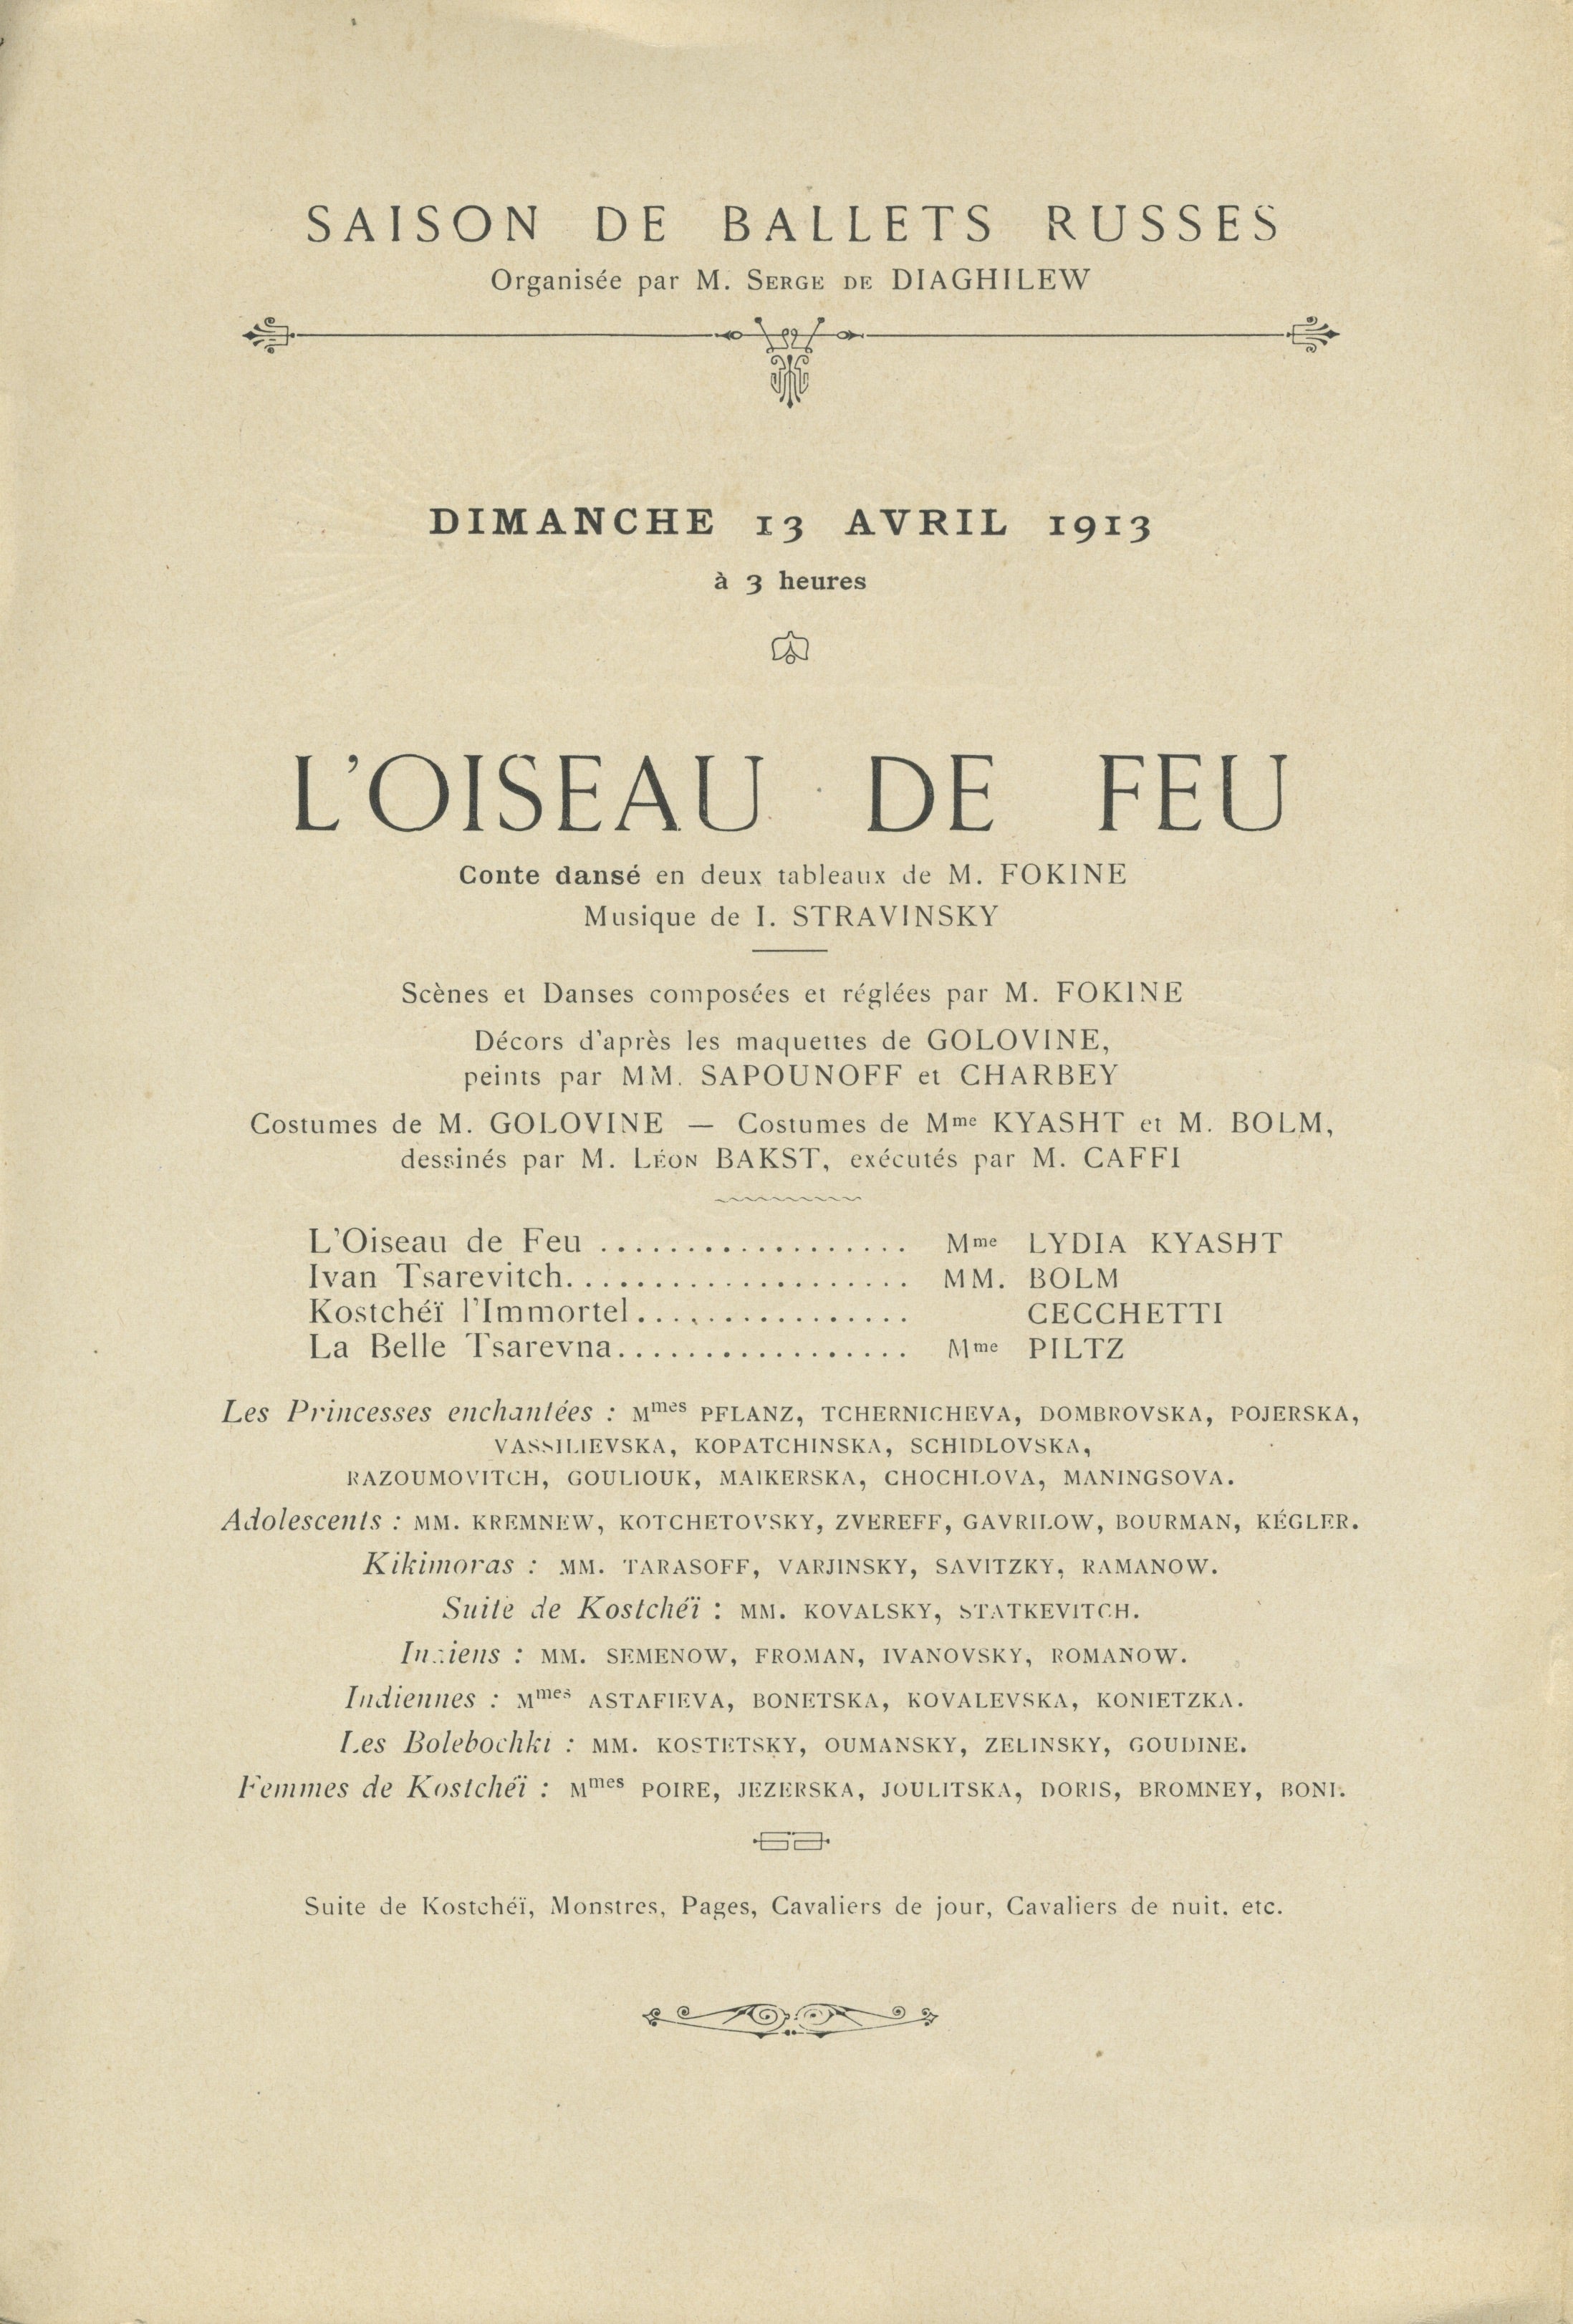 SAISON DE BALLETS RUSSES
Organisée par M. SERGE DE DIAGHILEW
DIMANCHE 13 AVRIL 1913
à 3 heures
L'OISEAU DE FEU
Conte dansé en deux tableaux de M. FOKINE
Musique de I. STRAVINSKY
Scènes et Danses composées et réglées par M. FOKINE
Décors d'après les maquettes de GOLOVINE,
peints par MM. SAPOUNOFF et CHARBEY
Costumes de M. GOLOVINE — Costumes de Mme KYASHT et M. BOLM,
dessinés par M. LÉON BAKST, exécutés par M. CAFFI
L'Oiseau de Feu .................. Mme LYDIA KYASHT
Ivan Tsarevitch.................... MM. BOLM
Kostchéï l'Immortel................ CECCHETTI
La Belle Tsarevna................. Mme PILTZ
Les Princesses enchantées : Mmes PFLANZ, TCHERNICHEVA, DOMBROVSKA, POJERSKA,
VASSILIEVSKA, KOPATCHINSKA, SCHIDLOVSKA,
RAZOUMOVITCH, GOULIOUK, MAIKERSKA, CHOCHLOVA, MANINGSOVA.
Adolescents : MM. KREMNEW, KOTCHETOVSKY, ZVEREFF, GAVRILOW, BOURMAN, KÉGLER.
Kikimoras : MM. TARASOFF, VARJINSKY, SAVITZKY, RAMANOW.
Suite de Kostchéï : MM. KOVALSKY, STATKEVITCH.
Indiens : MM. SEMENOW, FROMAN, IVANOVSKY, ROMANOW.
Indiennes : Mmes ASTAFIEVA, BONETSKA, KOVALEVSKA, KONIETZKA.
Les Bolebochki : MM. KOSTETSKY, OUMANSKY, ZELINSKY, GOUDINE.
Femmes de Kostchéï : Mmes POIRE, JEZERSKA, JOULITSKA, DORIS, BROMNEY, BONI.
Suite de Kostchéï, Monstres, Pages, Cavaliers de jour, Cavaliers de nuit. etc.